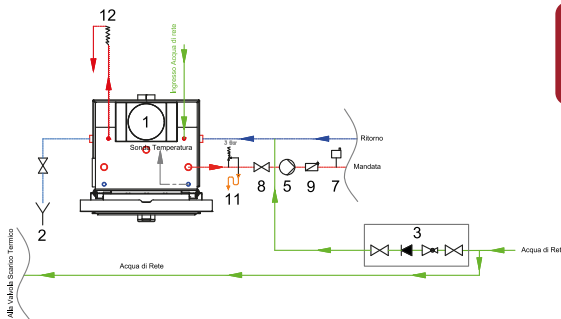 12
Ingresso Acqua di rete
1
Sonda Temperatura
3 Bar
Ritorno
Mandata
11
8
5
9
7
2
3
Acqua di Ret
Acqua di Rete
Alla Valvola Scarico Termico